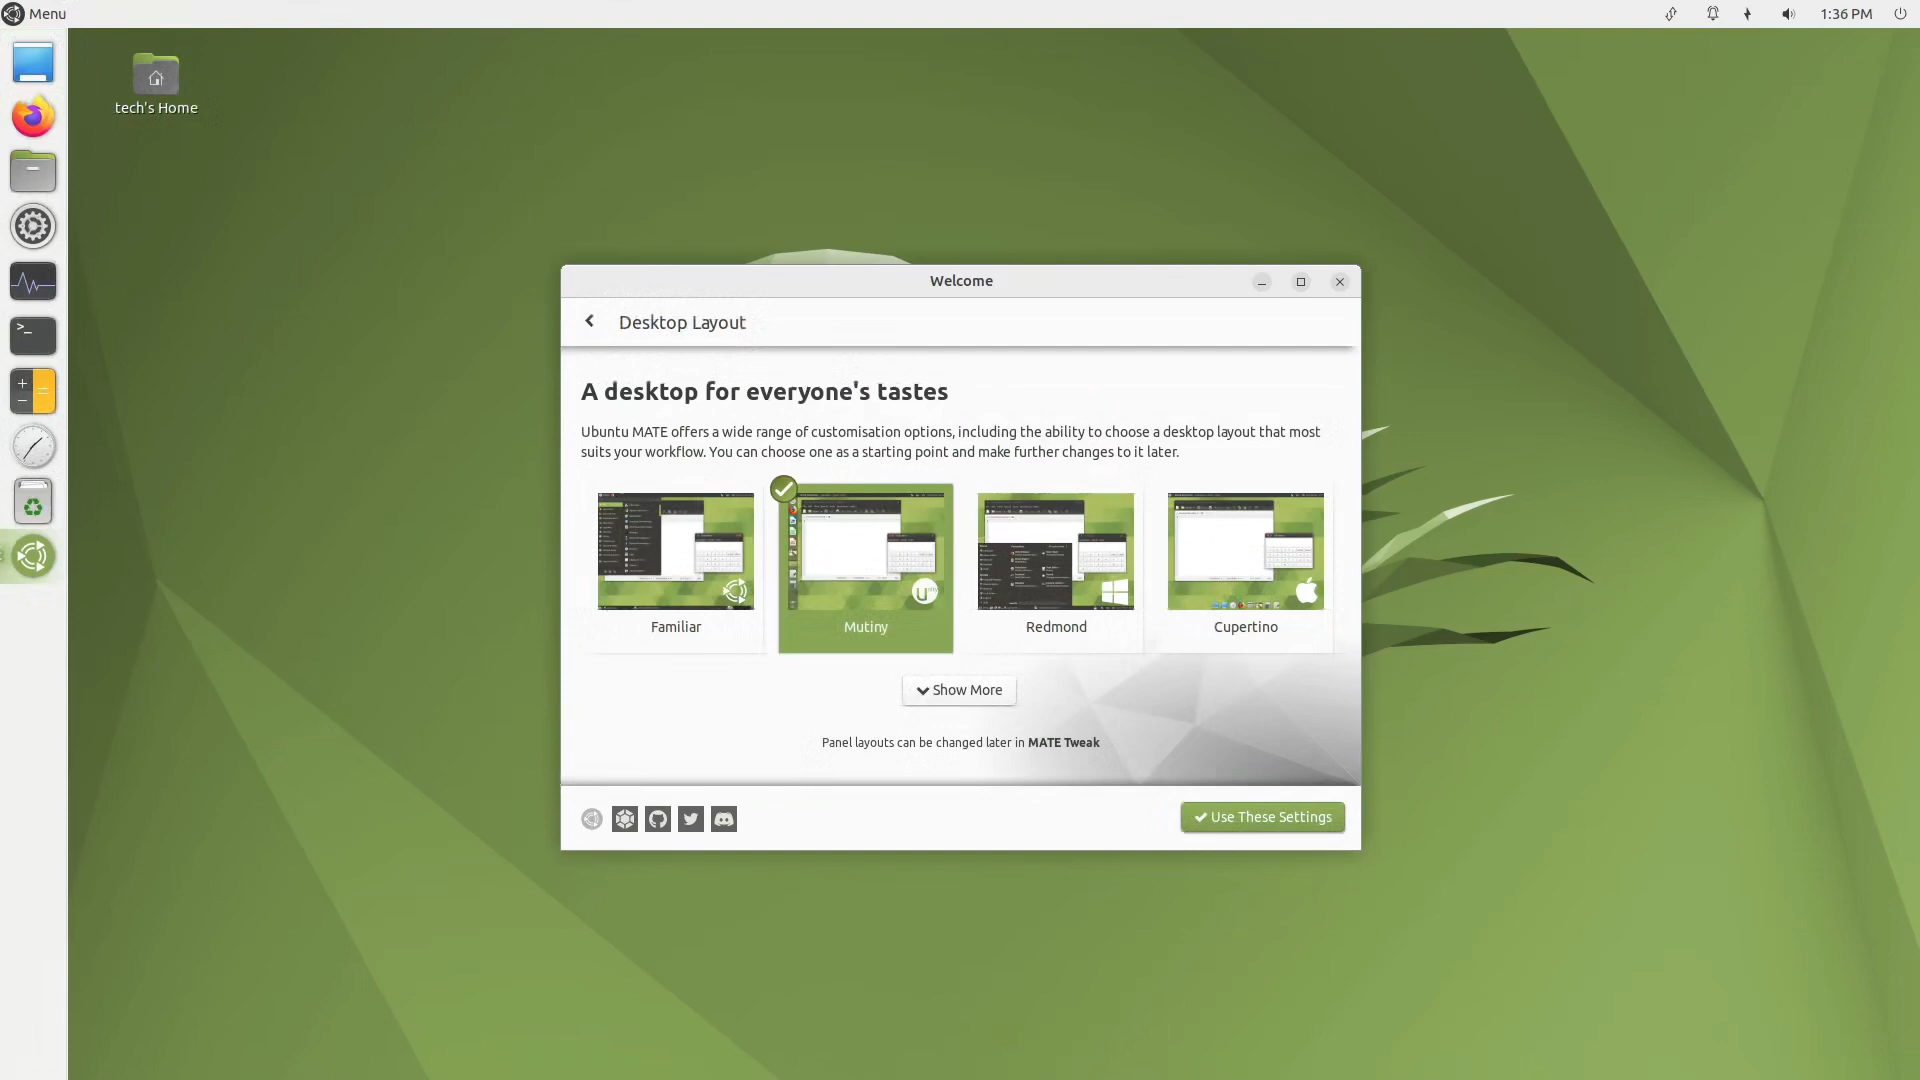 Menu
1:36 PM
tech's Home
Welcome
Desktop Layout
A desktop for everyone's tastes
Ubuntu MATE offers a wide range of customisation options, including the ability to choose a desktop layout that most
suits your workflow. You can choose one as a starting point and make further changes to it later.
Familiar
Mutiny
Redmond
Cupertino
Show More
Panel layouts can be changed later in MATE Tweak
Use These Settings